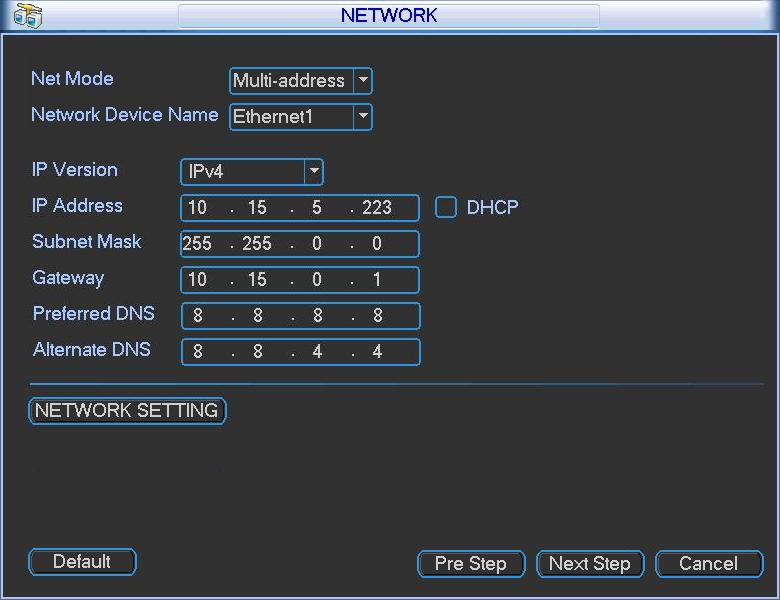 NETWORK
Net Mode Multi-address
Network Device Name Ethernet1
IP Version IPv4
IP Address 10 . 15 . 5 . 223 DHCP
Subnet Mask 255 . 255 . 0 . 0
Gateway 10 . 15 . 0 . 1
Preferred DNS 8 . 8 . 8 . 8
Alternate DNS 8 . 8 . 4 . 4
NETWORK SETTING
Default Pre Step Next Step Cancel